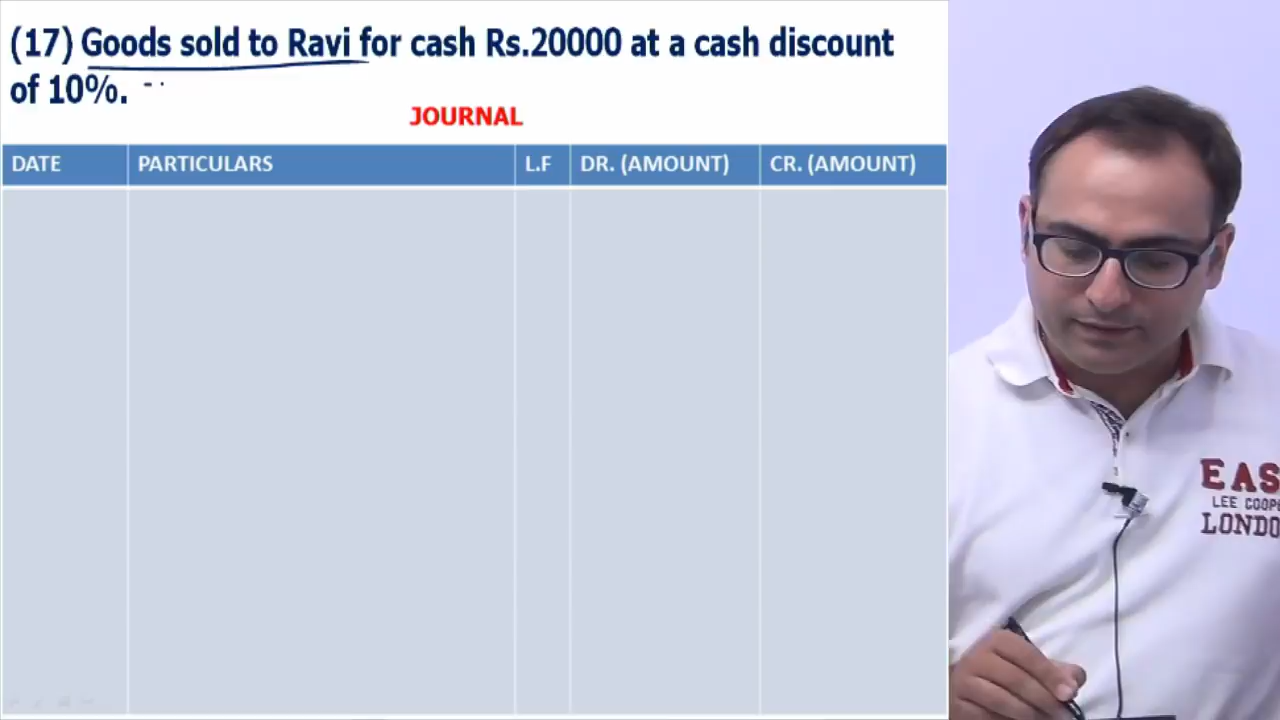 (17) Goods sold to Ravi for cash Rs.20000 at a cash discount
of 10%.
JOURNAL
DATE PARTICULARS L.F DR. (AMOUNT) CR. (AMOUNT)
EAS
LEE COOPE
LONDO